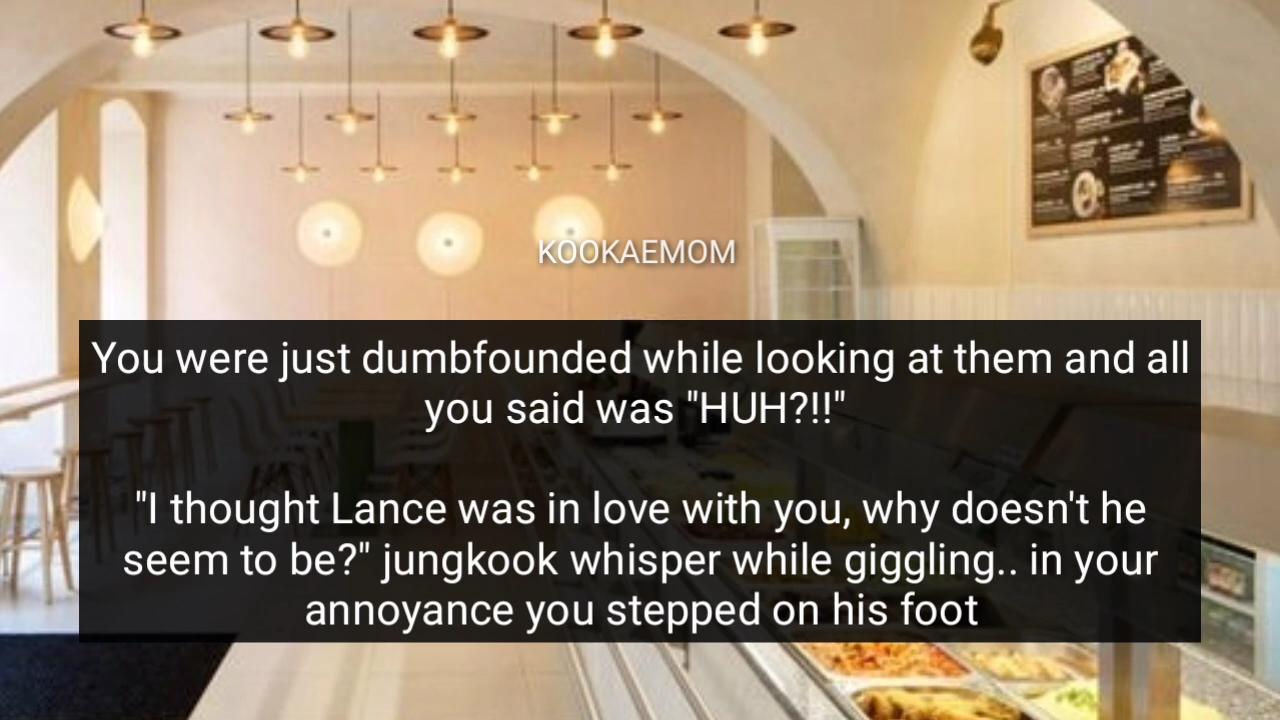 KOOKAEMOM
You were just dumbfounded while looking at them and all
you said was "HUH?!!"
"I thought Lance was in love with you, why doesn't he
seem to be?" jungkook whisper while giggling.. in your
annoyance you stepped on his foot